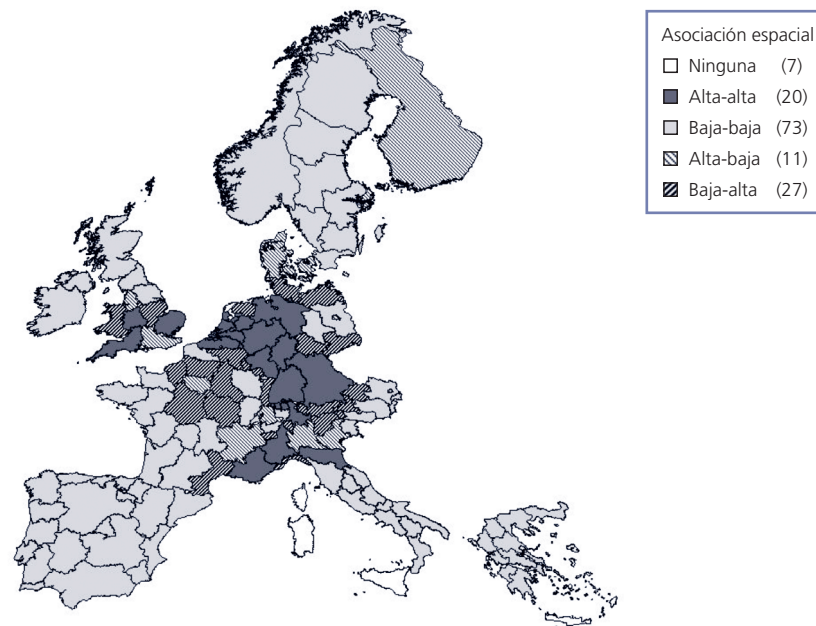 Asociación espacial
Ninguna (7)
Alta-alta (20)
Baja-baja (73)
Alta-baja (11)
Baja-alta (27)